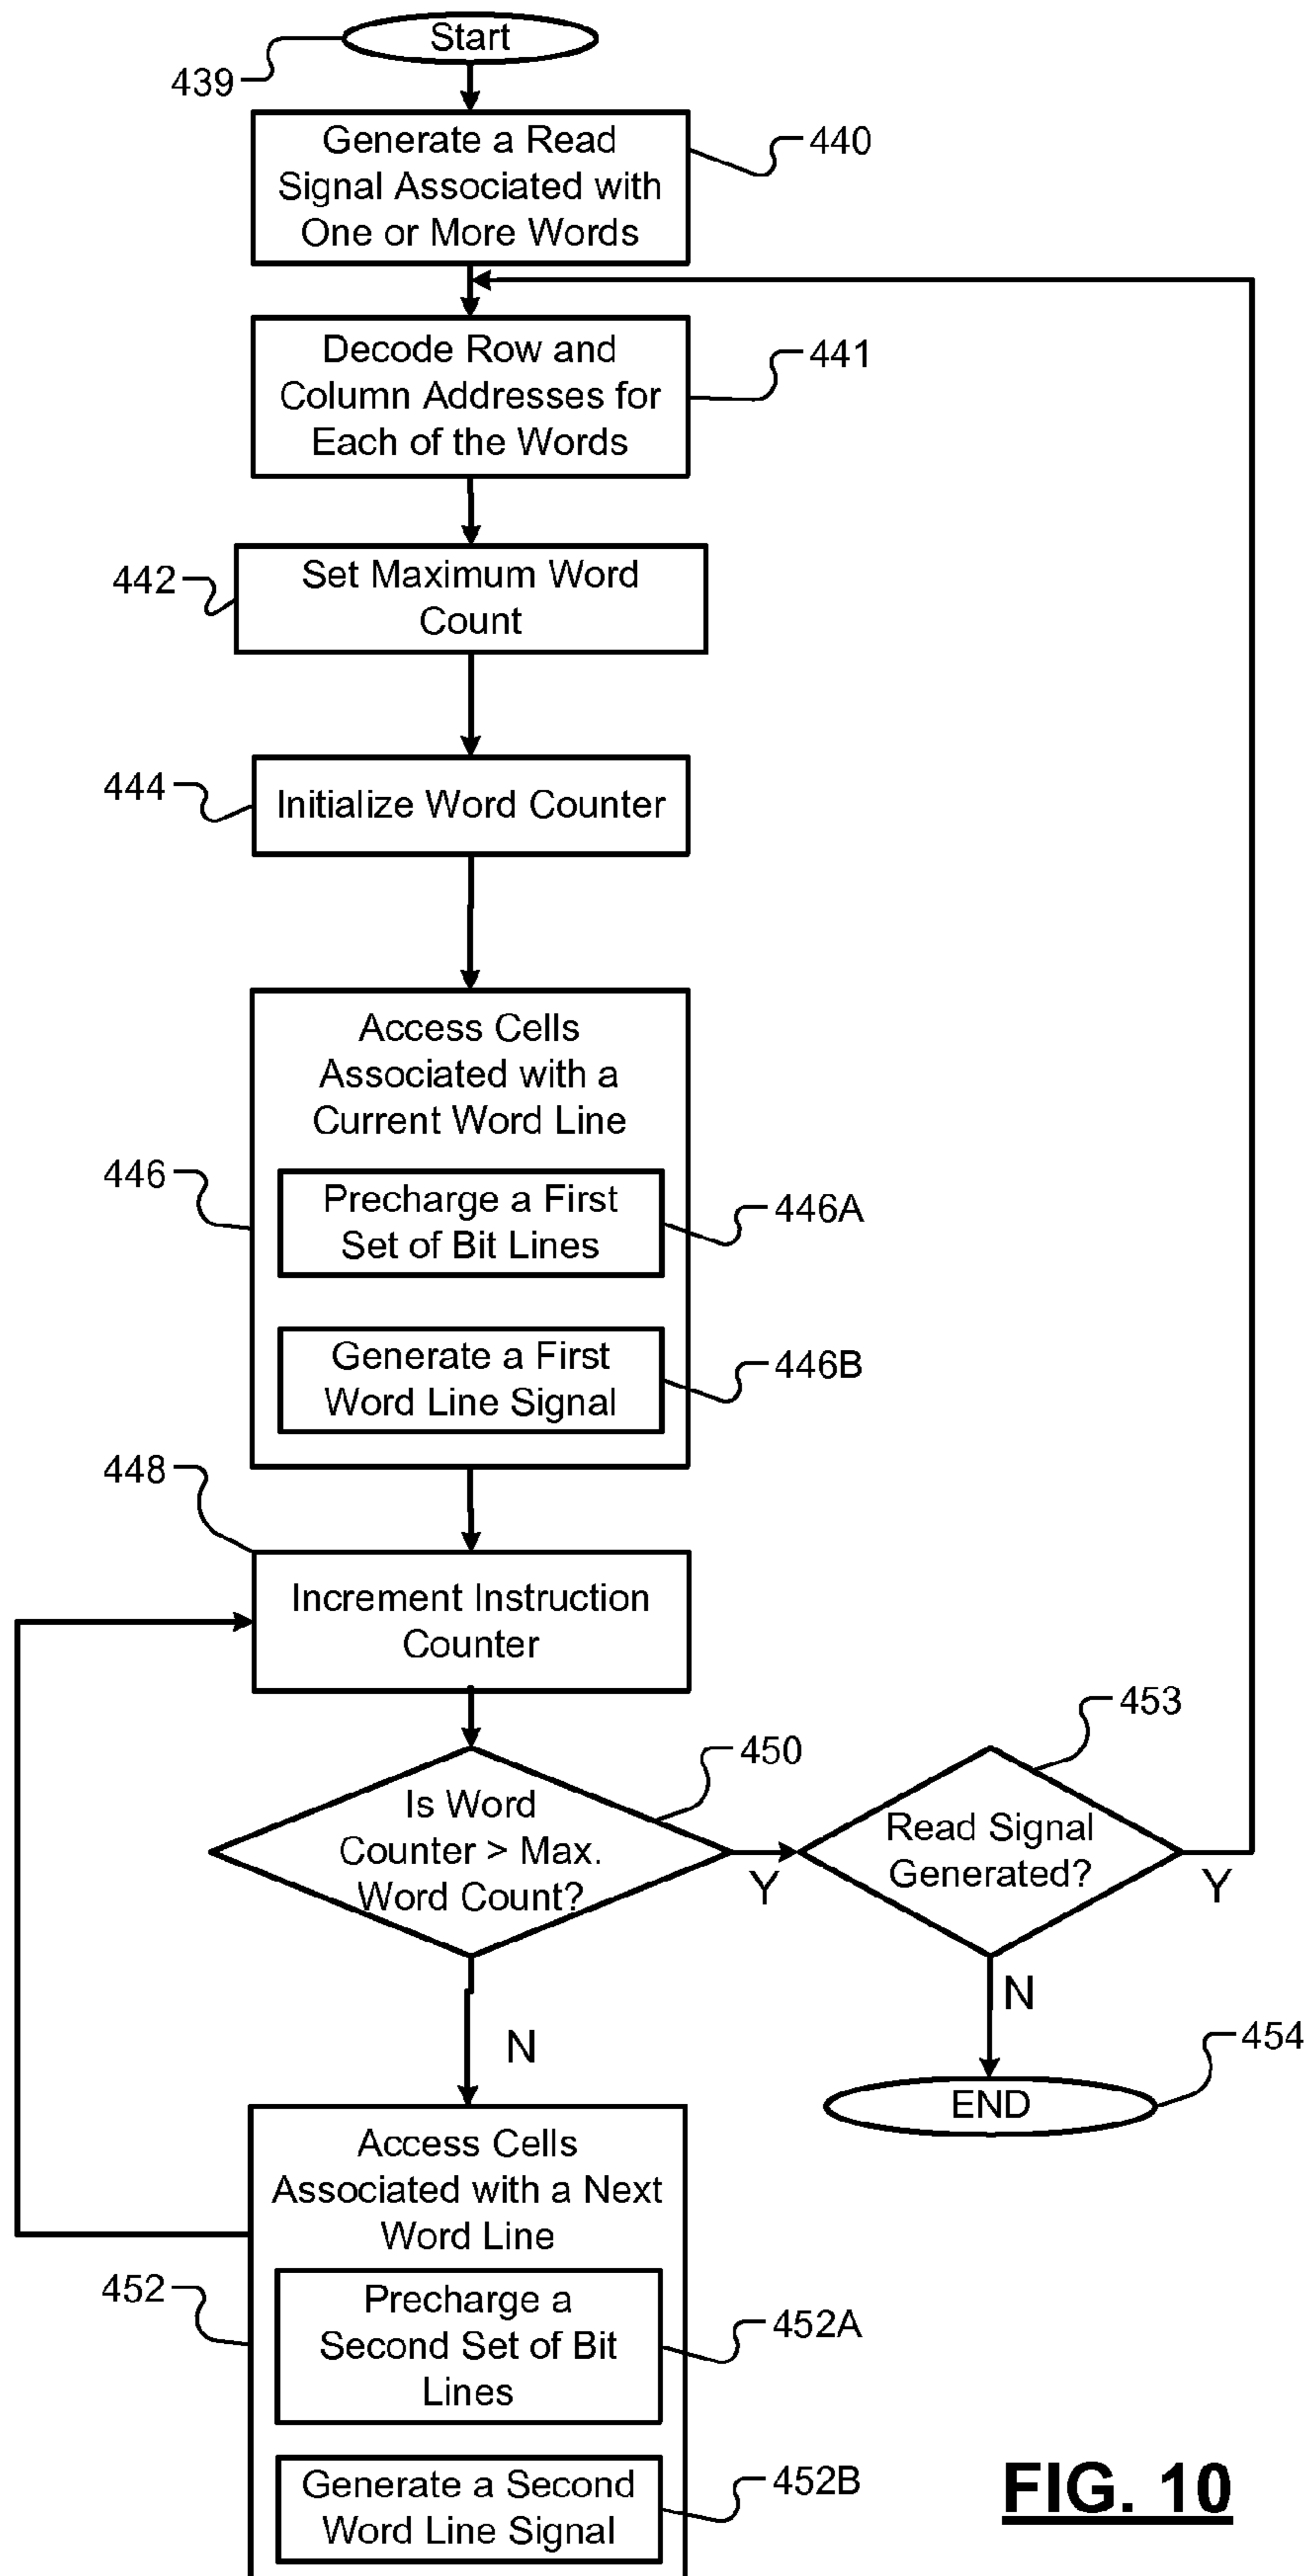 Start
439
Generate a Read
Signal Associated with
One or More Words
440
Decode Row and
Column Addresses for
Each of the Words
441
442
Set Maximum Word
Count
444
Initialize Word Counter
Access Cells
Associated with a
Current Word Line
446
Precharge a First
Set of Bit Lines
446A
Generate a First
Word Line Signal
446B
448
Increment Instruction
Counter
450
Is Word
Counter > Max.
Word Count?
Y
453
Read Signal
Generated?
Y
N
N
454
END
Access Cells
Associated with a Next
Word Line
452
Precharge a
Second Set of Bit
Lines
452A
Generate a Second
Word Line Signal
452B
FIG. 10